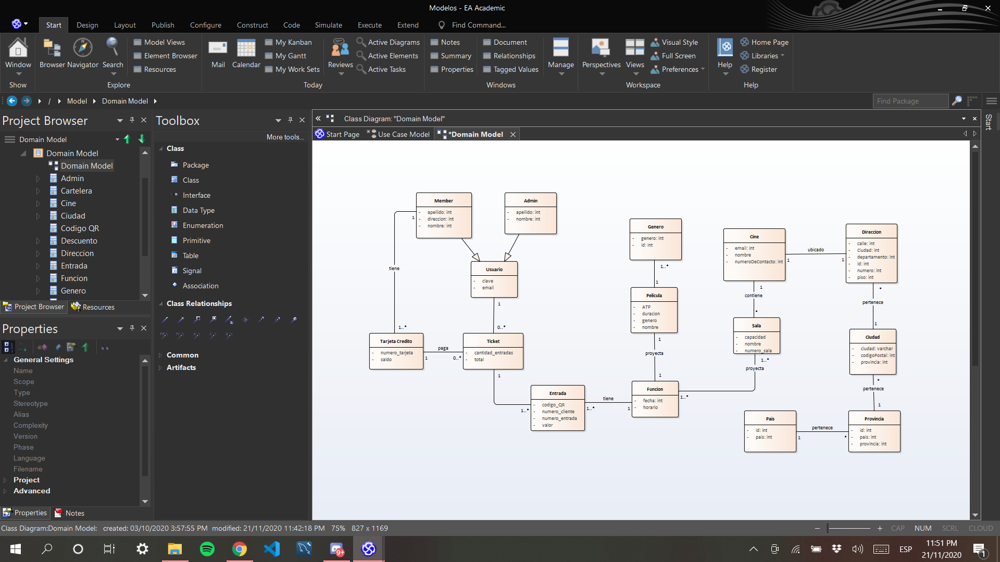 Modelos - EA Academic
Start Design Layout Publish Configure Construct Code Simulate Execute Extend Find Command...
Window
Show
Browser Navigator Search
Model Views
Element Browser
Resources
Explore
Mail Calendar
My Kanban
My Gantt
My Work Sets
Reviews
Active Diagrams
Active Elements
Active Tasks
Today
Notes
Summary
Properties
Document
Relationships
Tagged Values
Windows
Manage
Perspectives Views
Visual Style
Full Screen
Preferences
Workspace
Help
Home Page
Libraries
Register
Help
/ Model Domain Model
Find Package
Project Browser
Domain Model
Domain Model
Domain Model
Admin
Cartelera
Cine
Ciudad
Codigo QR
Descuento
Direccion
Entrada
Funcion
Genero
Project Browser Resources
Properties
General Settings
Name
Scope
Type
Stereotype
Alias
Complexity
Version
Phase
Language
Filename
Project
Advanced
Properties Notes
Toolbox
More tools...
Class
Package
Class
Interface
Data Type
Enumeration
Primitive
Table
Signal
Association
Class Relationships
Common
Artifacts
Class Diagram: "Domain Model"
Start Page Use Case Model *Domain Model
Start
Member
- apellido: int
- direccion: int
- nombre: int
Admin
- apellido: int
- nombre: int
1
tiene
1..*
Usuario
- clave
- email
1
0..*
Tarjeta Credito
- numero_tarjeta
- saldo
paga
1
0..*
Ticket
- cantidad_entradas
- total
1
1..*
Entrada
- codigo_QR
- numero_cliente
- numero_entrada
- valor
tiene
1..*
1
Genero
- genero: int
- id: int
1..*
1
Pelicula
- ATP
- duracion
- genero
- nombre
1
proyecta
1
Funcion
- fecha: int
- horario
1..*
Cine
- email: int
- nombre
- numeroDeContacto: int
ubicado
1
1
1
contiene
*
Sala
- capacidad
- nombre
- numero_sala
1..*
proyecta
Direccion
- calle: int
- Ciudad: int
- departamento: int
- id: int
- numero: int
- piso: int
*
pertenece
1
Ciudad
- ciudad: varchar
- codigoPostal: int
- provincia: int
*
pertenece
1
Pais
- id: int
- pais: int
pertenece
1
*
Provincia
- id: int
- pais: int
- provincia: int
Class Diagram:Domain Model: created: 03/10/2020 3:57:55 PM modified: 21/11/2020 11:42:18 PM 75% 827 x 1169
CAP NUM SCRL CLOUD
9+
ESP
11:51 PM
21/11/2020
1